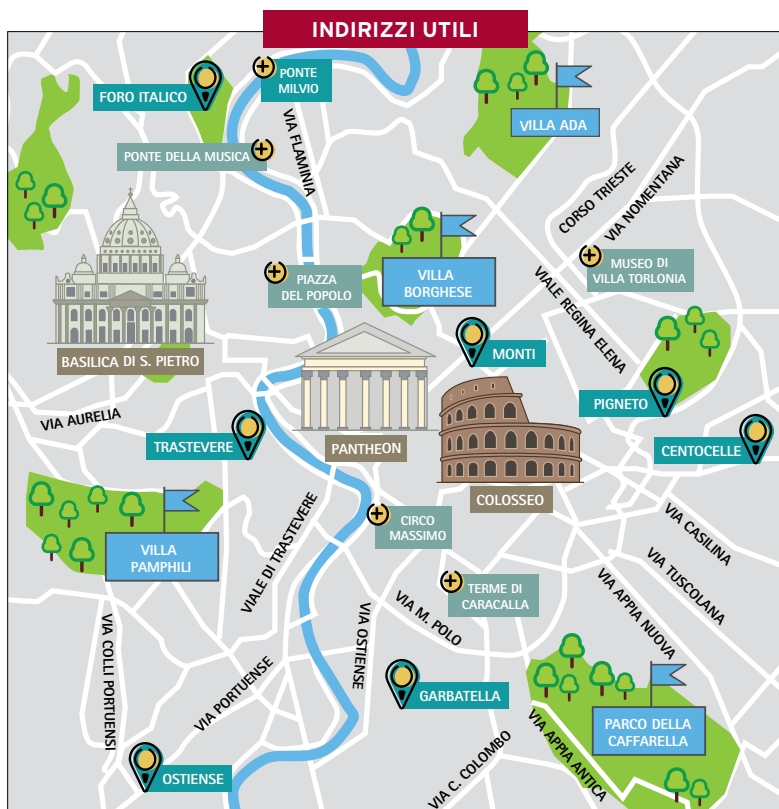 INDIRIZZI UTILI
PONTE
MILVIO
FORO ITALICO
VILLA ADA
VIA FLAMINIA
PONTE DELLA MUSICA
CORSO TRIESTE
VIA NOMENTANA
PIAZZA
DEL POPOLO
VILLA
BORGHESE
MUSEO DI
VILLA TORLONIA
VIALE REGINA ELENA
BASILICA DI S. PIETRO
MONTI
PIGNETO
VIA AURELIA
TRASTEVERE
PANTHEON
CENTOCELLE
COLOSSEO
VILLA
PAMPHILI
VIALE DI TRASTEVERE
CIRCO
MASSIMO
VIA CASILINA
VIA TUSCOLANA
VIA APPIA NUOVA
TERME DI
CARACALLA
VIA M. POLO
VIA OSTIENSE
VIA COLLI PORTUENSI
VIA PORTUENSE
GARBATELLA
PARCO DELLA
CAFFARELLA
VIA APPIA ANTICA
VIA C. COLOMBO
OSTIENSE